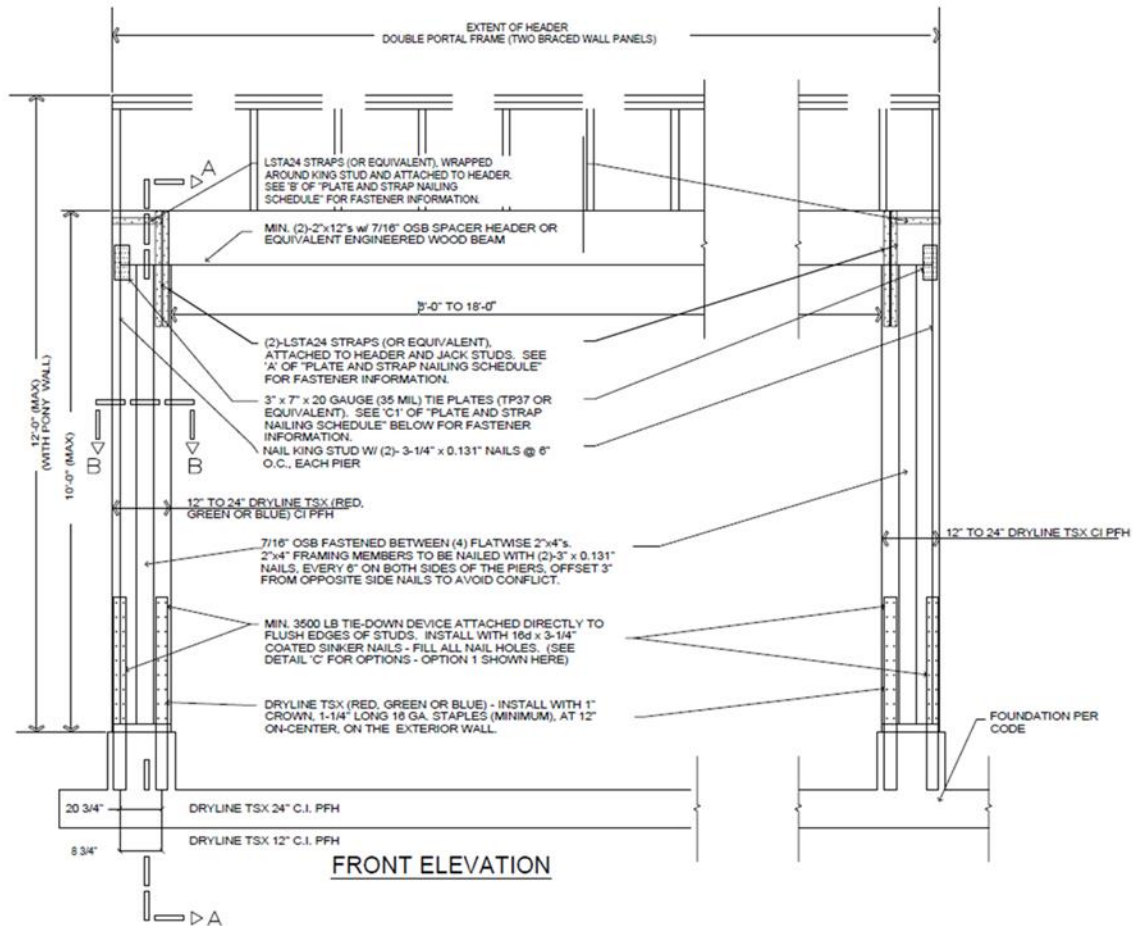 EXTENT OF HEADER
DOUBLE PORTAL FRAME (TWO BRACED WALL PANELS)
A
LSTA24 STRAPS (OR EQUIVALENT), WRAPPED
AROUND KING STUD AND ATTACHED TO HEADER.
SEE 'B' OF "PLATE AND STRAP NAILING
SCHEDULE" FOR FASTENER INFORMATION.
MIN. (2)-2"x12"s w/ 7/16" OSB SPACER HEADER OR
EQUIVALENT ENGINEERED WOOD BEAM
TO 18'-0"
(2)-LSTA24 STRAPS (OR EQUIVALENT),
ATTACHED TO HEADER AND JACK STUDS. SEE
'A' OF "PLATE AND STRAP NAILING SCHEDULE"
FOR FASTENER INFORMATION.
3" x 7" x 20 GAUGE (35 MIL) TIE PLATES (TP37 OR
EQUIVALENT). SEE 'C1' OF "PLATE AND STRAP
NAILING SCHEDULE" BELOW FOR FASTENER
INFORMATION.
NAIL KING STUD W/ (2)- 3-1/4" x 0.131" NAILS @ 6"
O.C., EACH PIER
12'-0" (MAX)
(WITH PONY WALL)
10'-0" (MAX)
B
B
12" TO 24" DRYLINE TSX (RED,
GREEN OR BLUE) CI PFH
7/16" OSB FASTENED BETWEEN (4) FLATWISE 2"x4"s.
2"x4" FRAMING MEMBERS TO BE NAILED WITH (2)-3" x 0.131"
NAILS, EVERY 6" ON BOTH SIDES OF THE PIERS, OFFSET 3"
FROM OPPOSITE SIDE NAILS TO AVOID CONFLICT.
12" TO 24" DRYLINE TSX CI PFH
MIN. 3500 LB TIE-DOWN DEVICE ATTACHED DIRECTLY TO
FLUSH EDGES OF STUDS. INSTALL WITH 16d x 3-1/4"
COATED SINKER NAILS - FILL ALL NAIL HOLES. (SEE
DETAIL 'C' FOR OPTIONS - OPTION 1 SHOWN HERE)
DRYLINE TSX (RED, GREEN OR BLUE) - INSTALL WITH 1"
CROWN, 1-1/4" LONG 16 GA. STAPLES (MINIMUM), AT 12"
ON-CENTER, ON THE EXTERIOR WALL.
FOUNDATION PER
CODE
20 3/4" DRYLINE TSX 24" C.I. PFH
8 3/4" DRYLINE TSX 12" C.I. PFH
FRONT ELEVATION
A